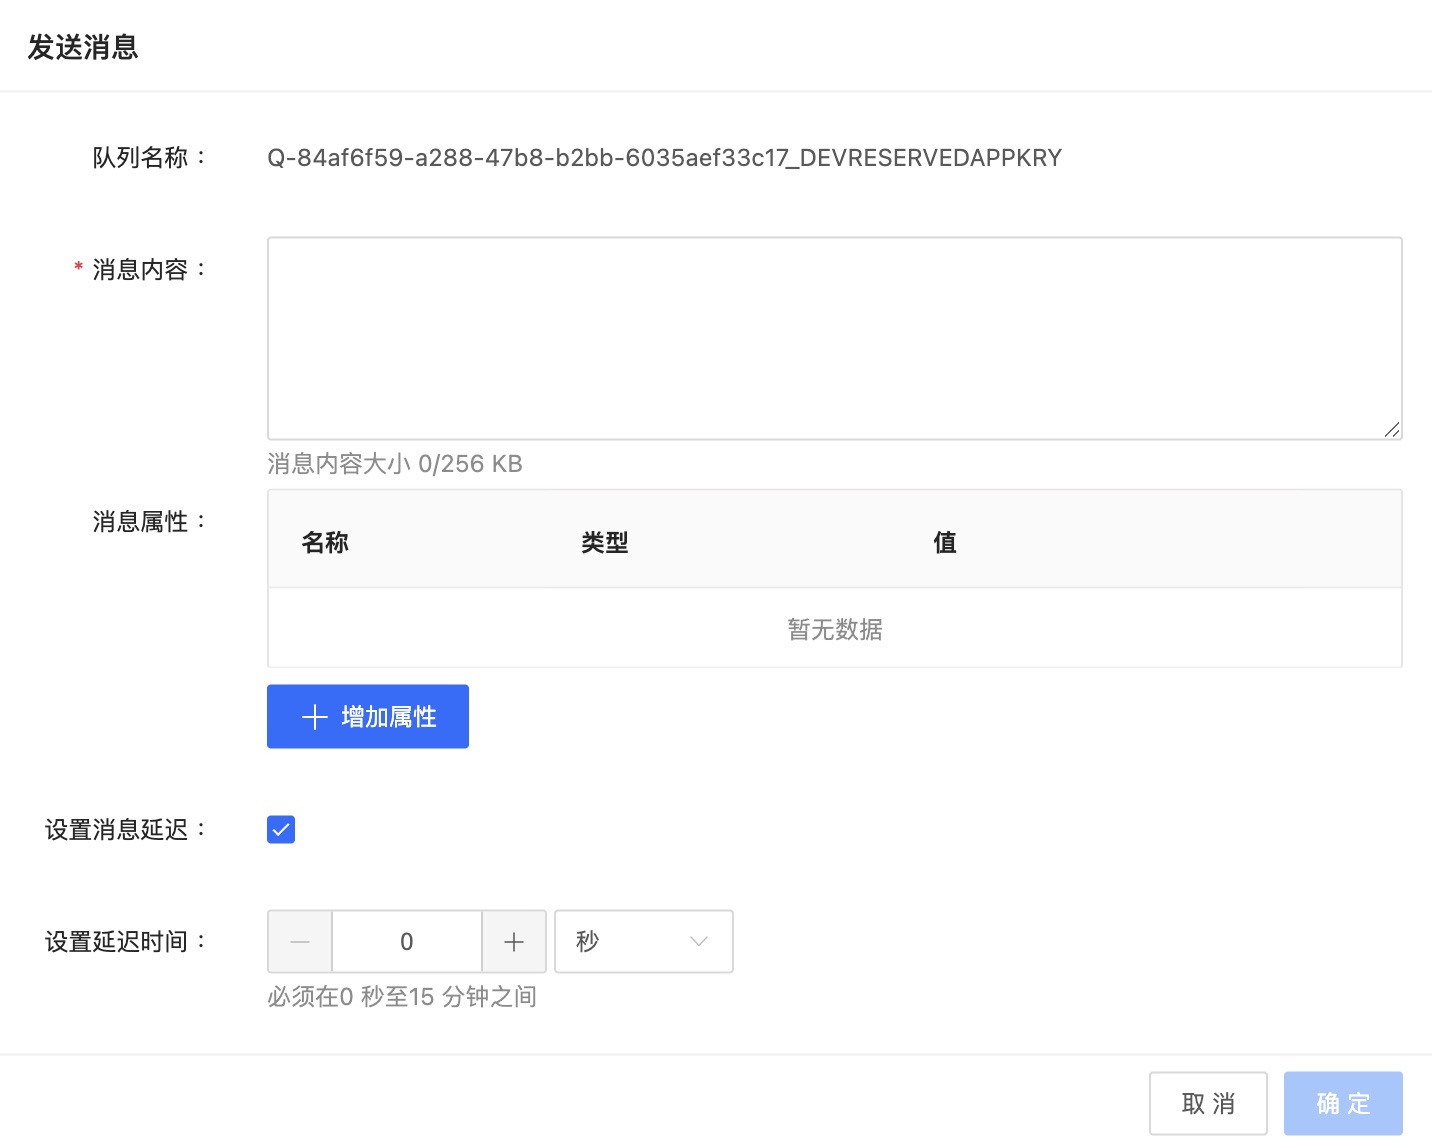 发送消息
队列名称： Q-84af6f59-a288-47b8-b2bb-6035aef33c17_DEVRESERVEDAPPKRY
* 消息内容：
消息内容大小 0/256 KB
消息属性：
名称 类型 值
暂无数据
增加属性
设置消息延迟：
设置延迟时间： 0 秒
必须在0 秒至15 分钟之间
取 消 确 定